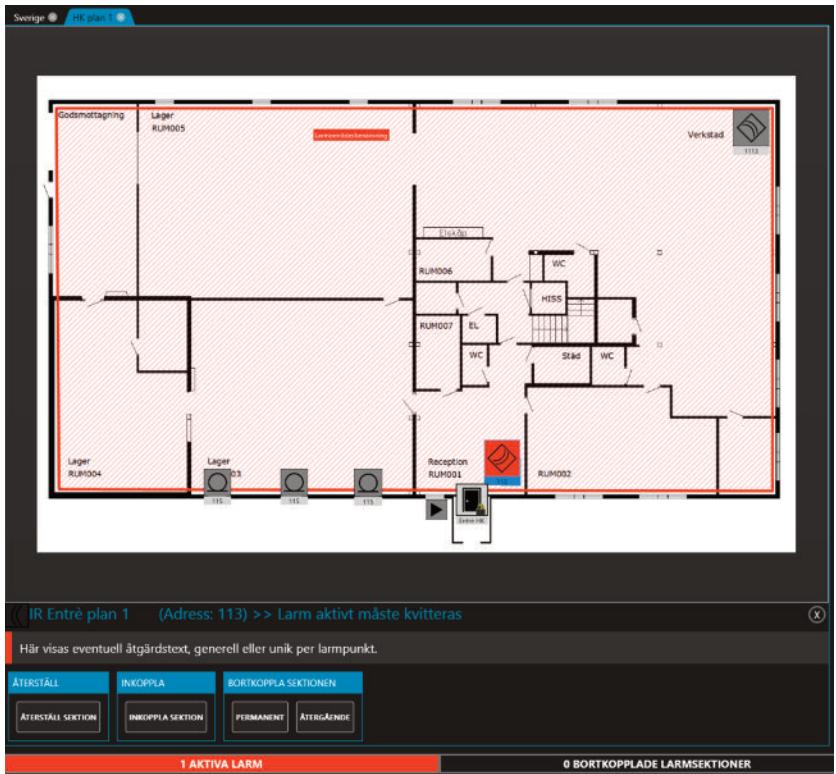 Sverige
HK plan 1
Godsmottagning
Lager
RUM005
Verkstad
1113
Elskåp
RUM006
WC
HISS
RUM007
EL
WC
Städ
WC
Lager
RUM004
Lager
03
Reception
RUM001
RUM002
115
115
115
Entré HK
IR Entrè plan 1 (Adress: 113) >> Larm aktivt måste kvitteras
Här visas eventuell åtgärdstext, generell eller unik per larmpunkt.
ÅTERSTÄLL
INKOPPLA
BORTKOPPLA SEKTIONEN
ÅTERSTÄLL SEKTION
INKOPPLA SEKTION
PERMANENT
ÅTERGÅENDE
1 AKTIVA LARM
0 BORTKOPPLADE LARMSEKTIONER